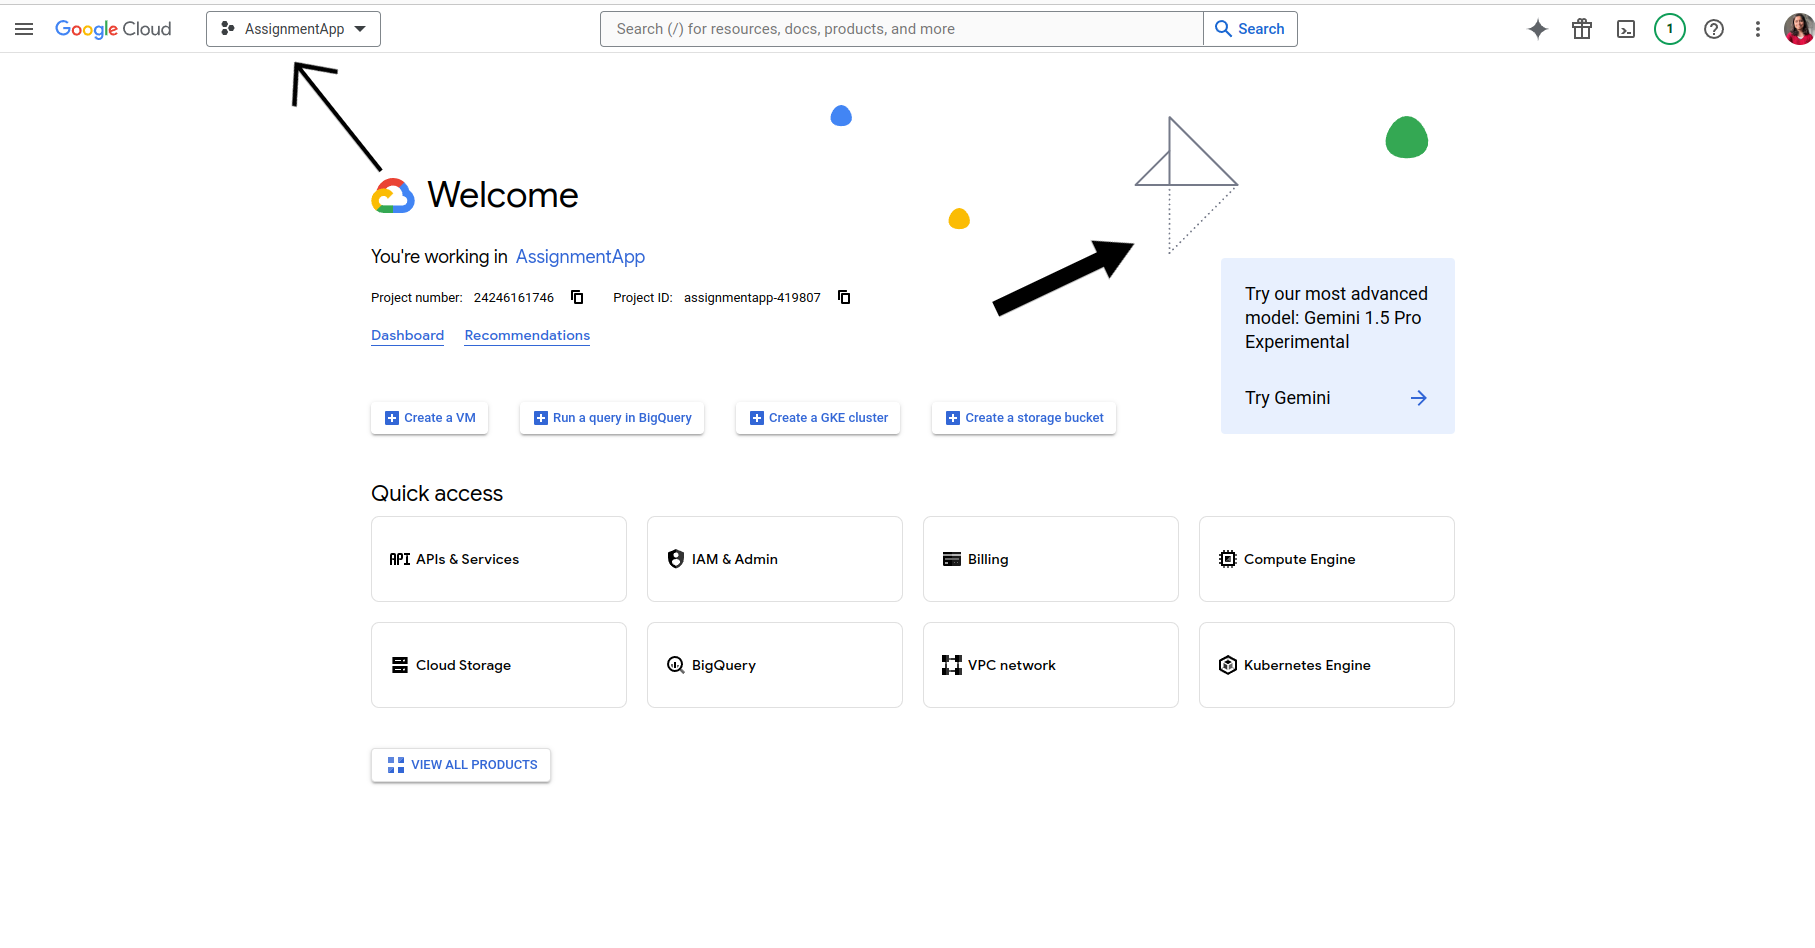 Google Cloud
AssignmentApp
Search (/) for resources, docs, products, and more
Search
1
Welcome
You're working in AssignmentApp
Project number: 24246161746 Project ID: assignmentapp-419807
Dashboard Recommendations
Try our most advanced
model: Gemini 1.5 Pro
Experimental
Try Gemini
Create a VM Run a query in BigQuery Create a GKE cluster Create a storage bucket
Quick access
API APIs & Services IAM & Admin Billing Compute Engine
Cloud Storage BigQuery VPC network Kubernetes Engine
VIEW ALL PRODUCTS